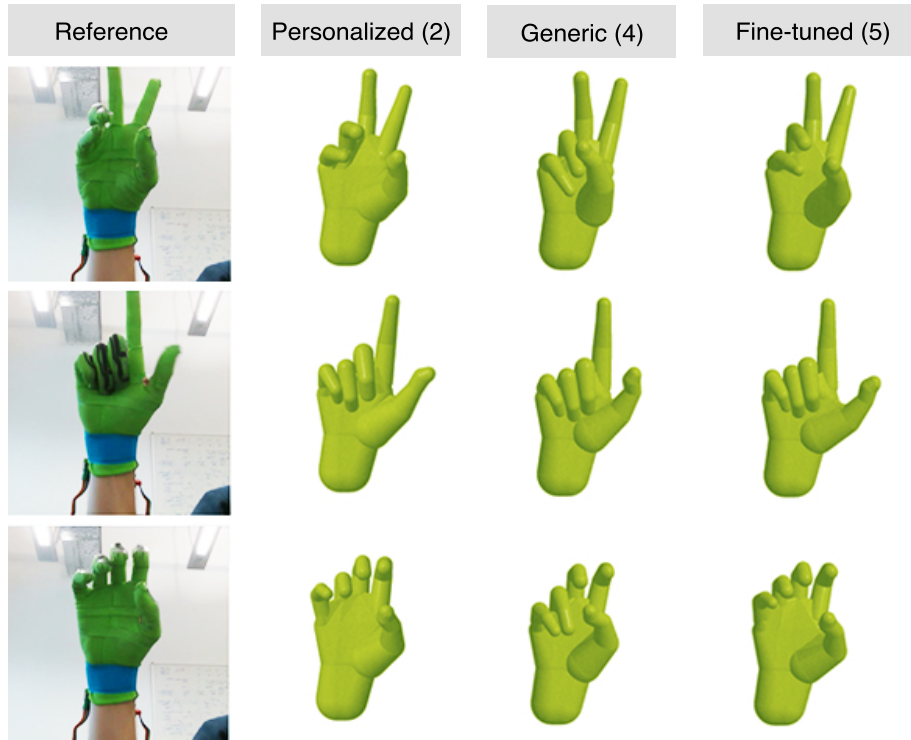 Reference
Personalized (2)
Generic (4)
Fine-tuned (5)